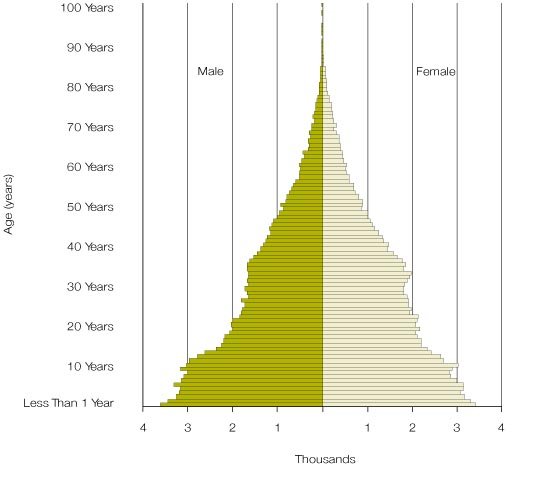 100 Years
90 Years
Male
Female
80 Years
70 Years
60 Years
Age (years)
50 Years
40 Years
30 Years
20 Years
10 Years
Less Than 1 Year
4 3 2 1 1 2 3 4
Thousands